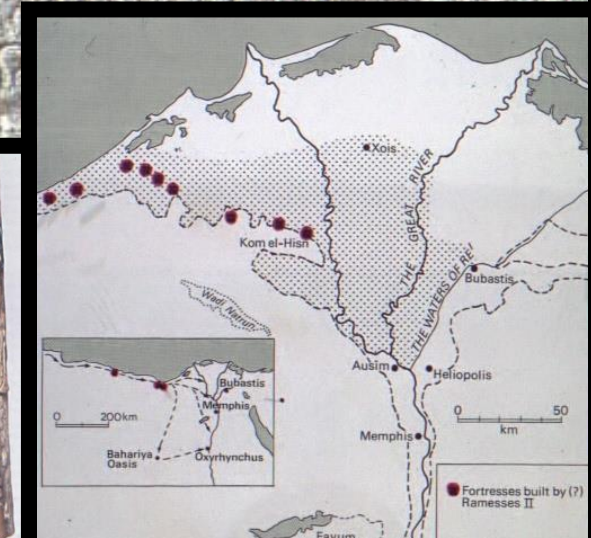 Xois
THE GREAT RIVER
Kom el-Hisn
THE WATERS OF RE'
Bubastis
Wadi Natrun
Ausim
Heliopolis
0 50
km
Memphis
Bubastis
Memphis
0 200km
Bahariya
Oasis
Oxyrhynchus
Fortresses built by (?)
Ramesses II
Fayum